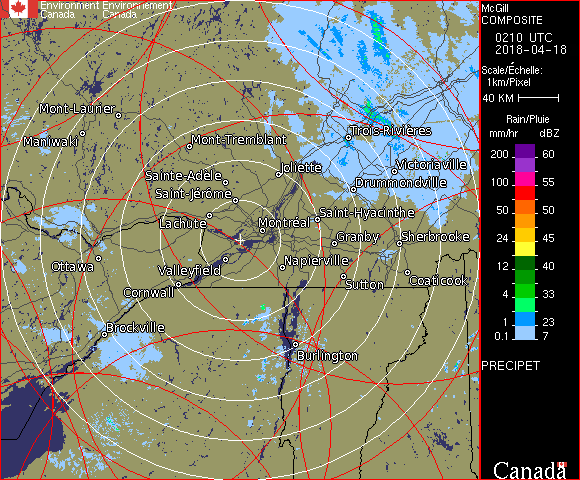 Environment Environnement
Canada Canada
McGill
COMPOSITE
0210 UTC
2018-04-18
Scale/Échelle:
1km/Pixel
40 KM
Rain/Pluie
mm/hr dBZ
200 60
100 55
50 50
24 45
12 40
4 33
1 23
0.1 7
PRECIPET
Canada
Mont-Laurier
Maniwaki
Mont-Tremblant
Trois-Rivières
Joliette
Victoriaville
Sainte-Adèle
Drummondville
Saint-Jérôme
Saint-Hyacinthe
Lachute
Montréal
Granby
Sherbrooke
Ottawa
Valleyfield
Napierville
Coaticook
Cornwall
Sutton
Brockville
Burlington